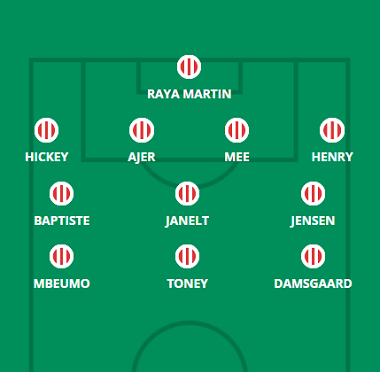 RAYA MARTIN
HICKEY AJER MEE HENRY
BAPTISTE JANELT JENSEN
MBEUMO TONEY DAMSGAARD